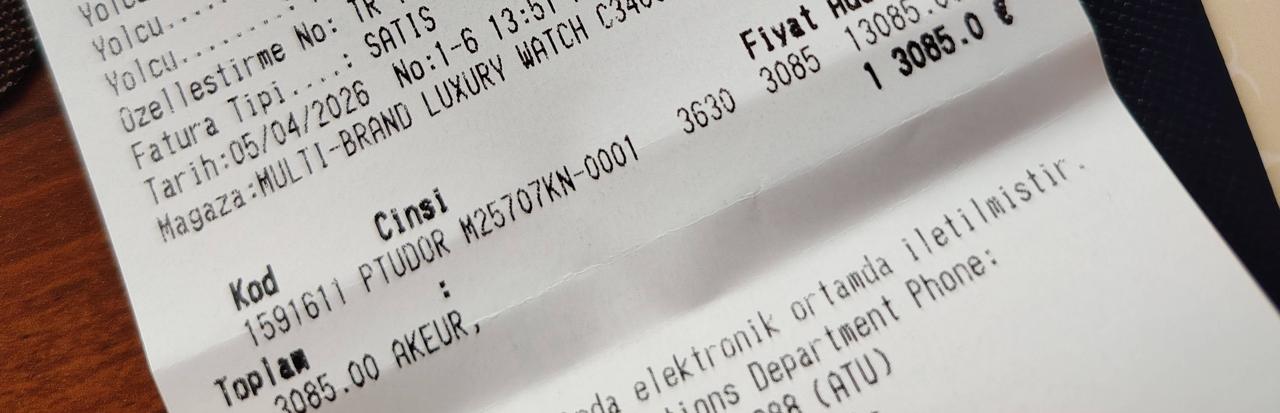 Yolcu....
Yolcu........
Yolcu........:
Ozellestirme No: TR
Fatura Tipi....: SATIS
Tarih:05/04/2026 No:1-6 13:51
Magaza:MULTI-BRAND LUXURY WATCH
Kod Cinsi Fiyat
1591611 PTUDOR M25707KN-0001 3630 3085 13085.0
1 3085.0 €
Toplam :
3085.00 AKEUR,
elektronik ortamda iletilmistir.
Department Phone:
(ATU)